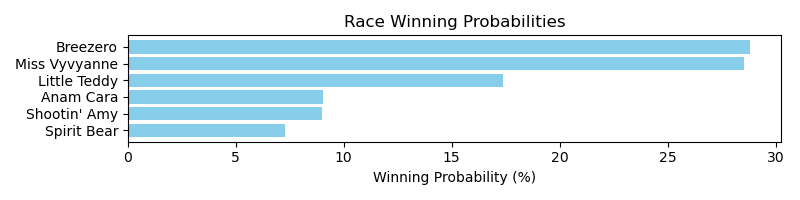 Race Winning Probabilities
Breezero
Miss Vyvyanne
Little Teddy
Anam Cara
Shootin' Amy
Spirit Bear
0 5 10 15 20 25 30
Winning Probability (%)